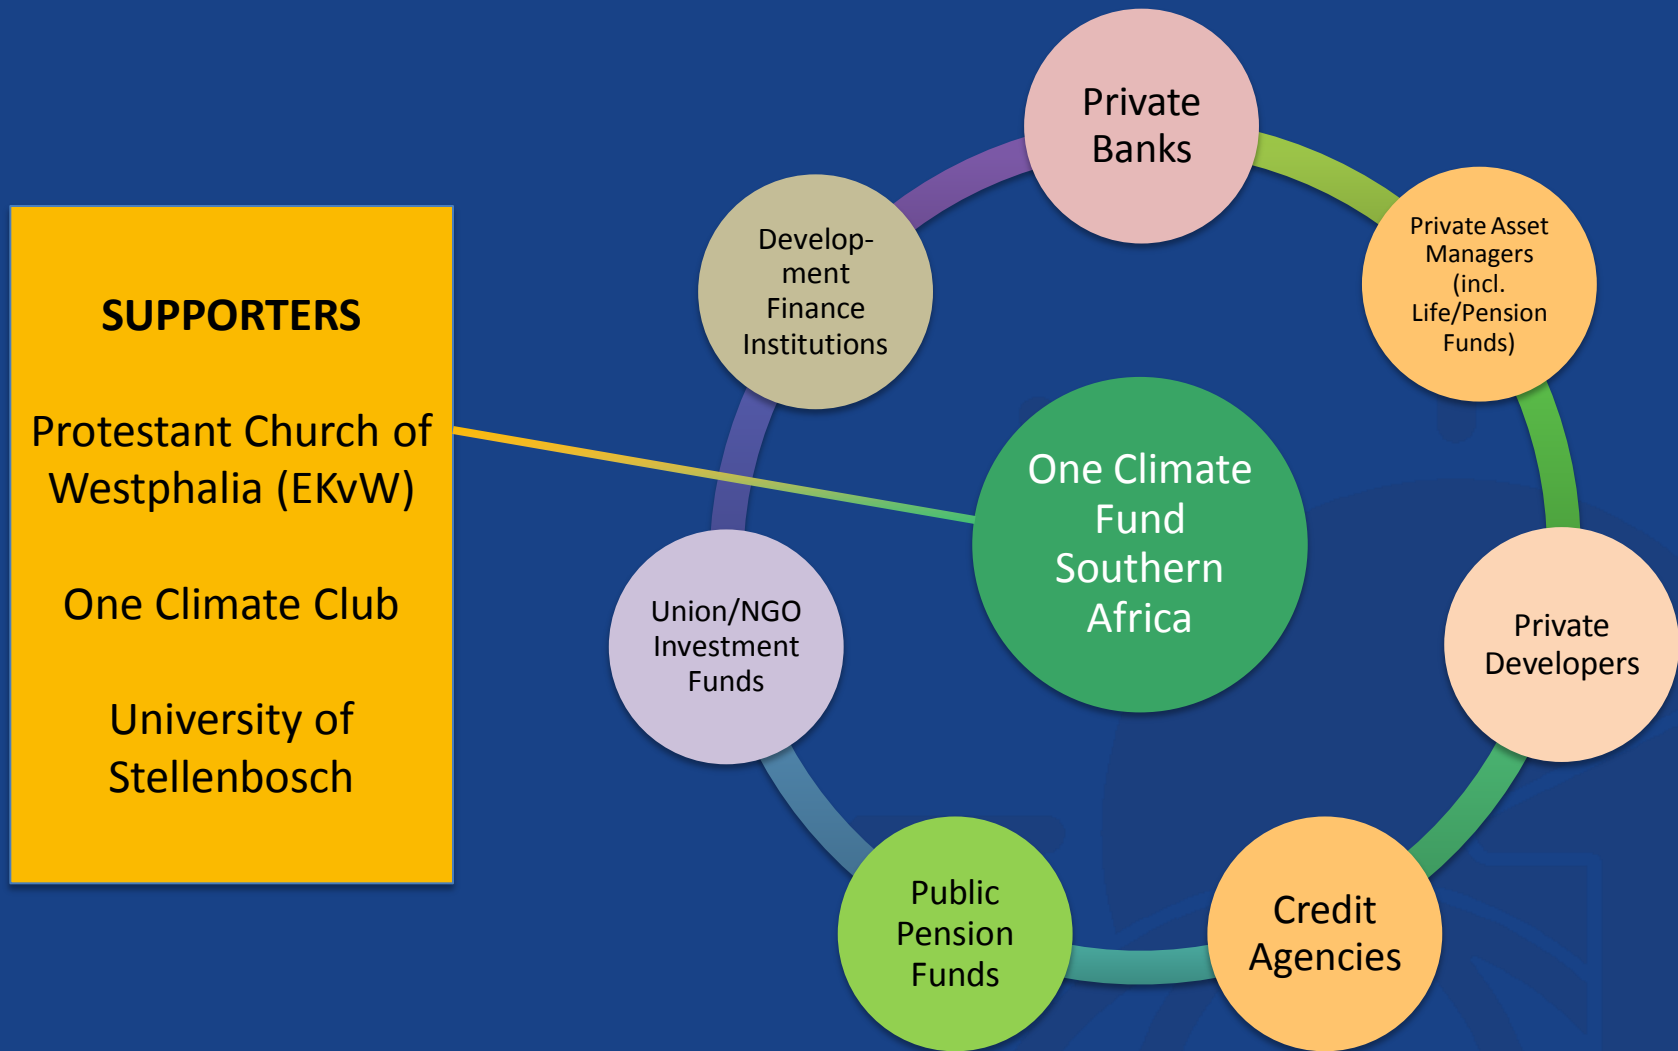 SUPPORTERS
Protestant Church of
Westphalia (EKvW)
One Climate Club
University of
Stellenbosch
One Climate
Fund
Southern
Africa
Private
Banks
Private Asset
Managers
(incl.
Life/Pension
Funds)
Private
Developers
Credit
Agencies
Public
Pension
Funds
Union/NGO
Investment
Funds
Develop-
ment
Finance
Institutions